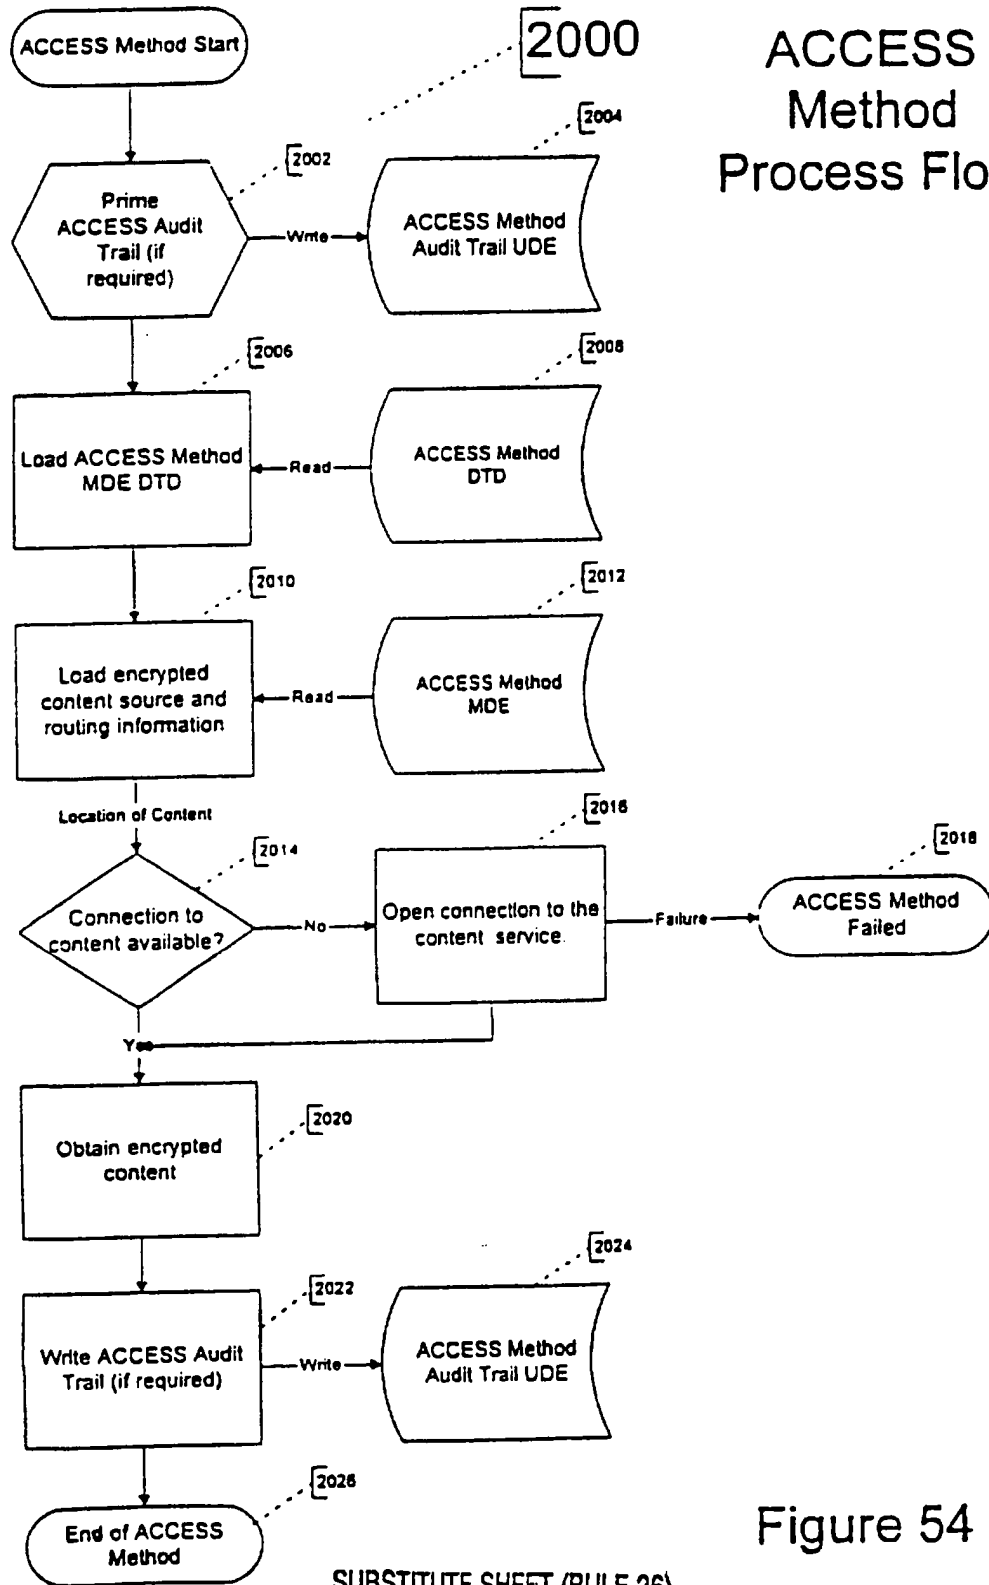 ACCESS Method Start
2000
ACCESS
Method
Process Flo
2002
2004
Prime
ACCESS Audit
Trail (if
required)
Write
ACCESS Method
Audit Trail UDE
2006
2008
Load ACCESS Method
MDE DTD
Read
ACCESS Method
DTD
2010
2012
Load encrypted
content source and
routing information
Read
ACCESS Method
MDE
Location of Content
2014
2016
2018
Connection to
content available?
No
Open connection to the
content service.
Failure
ACCESS Method
Failed
Y
2020
Obtain encrypted
content
2022
2024
Write ACCESS Audit
Trail (if required)
Write
ACCESS Method
Audit Trail UDE
2026
End of ACCESS
Method
Figure 54
SUBSTITUTE SHEET (RULE 26)